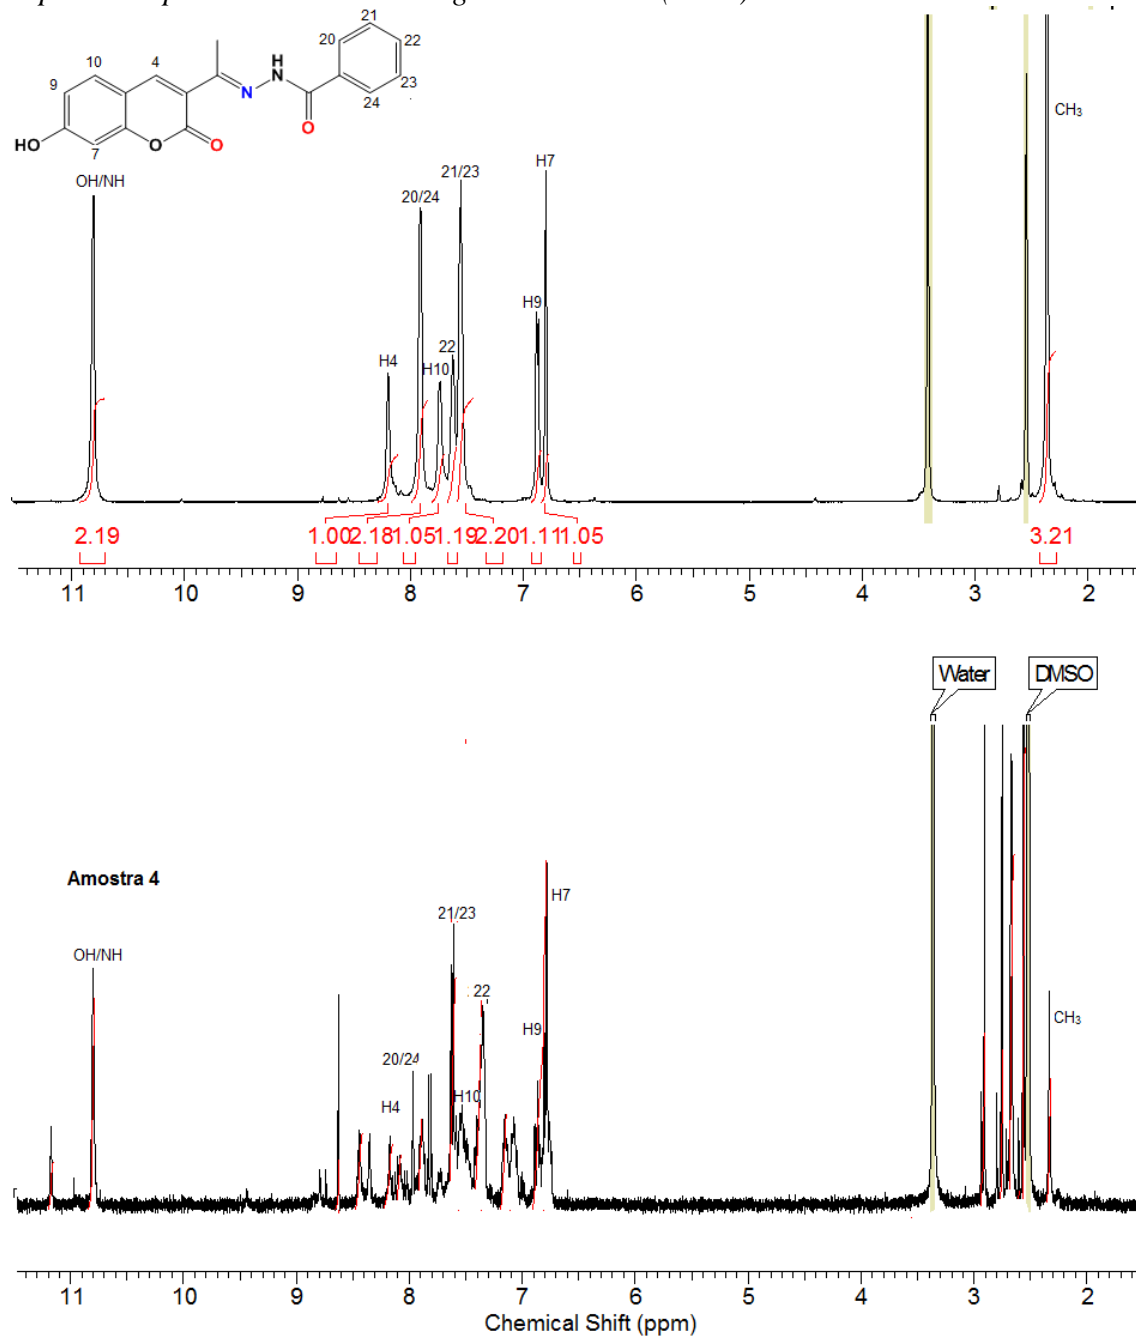 21
20
22
10
4
H
9
N
NH
23
24
HO
7
O
O
O
CH₃
H7
OH/NH
21/23
20/24
H9
22
H4
H10
2.19 1.00 2.18 1.05 1.19 2.20 1.11 1.05 3.21
11 10 9 8 7 6 5 4 3 2
Water DMSO
Amostra 4
21/23
H7
OH/NH
22
H9
CH₃
20/24
H10
H4
11 10 9 8 7 6 5 4 3 2
Chemical Shift (ppm)